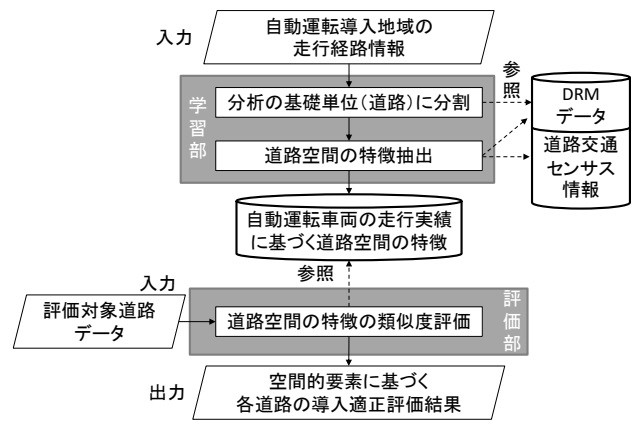 入力
自動運転導入地域の
走行経路情報
参照
学習部
分析の基礎単位(道路)に分割
DRM
データ
道路空間の特徴抽出
道路交通
センサス
情報
自動運転車両の走行実績
に基づく道路空間の特徴
参照
入力
評価対象道路
データ
道路空間の特徴の類似度評価
評価部
出力
空間的要素に基づく
各道路の導入適正評価結果